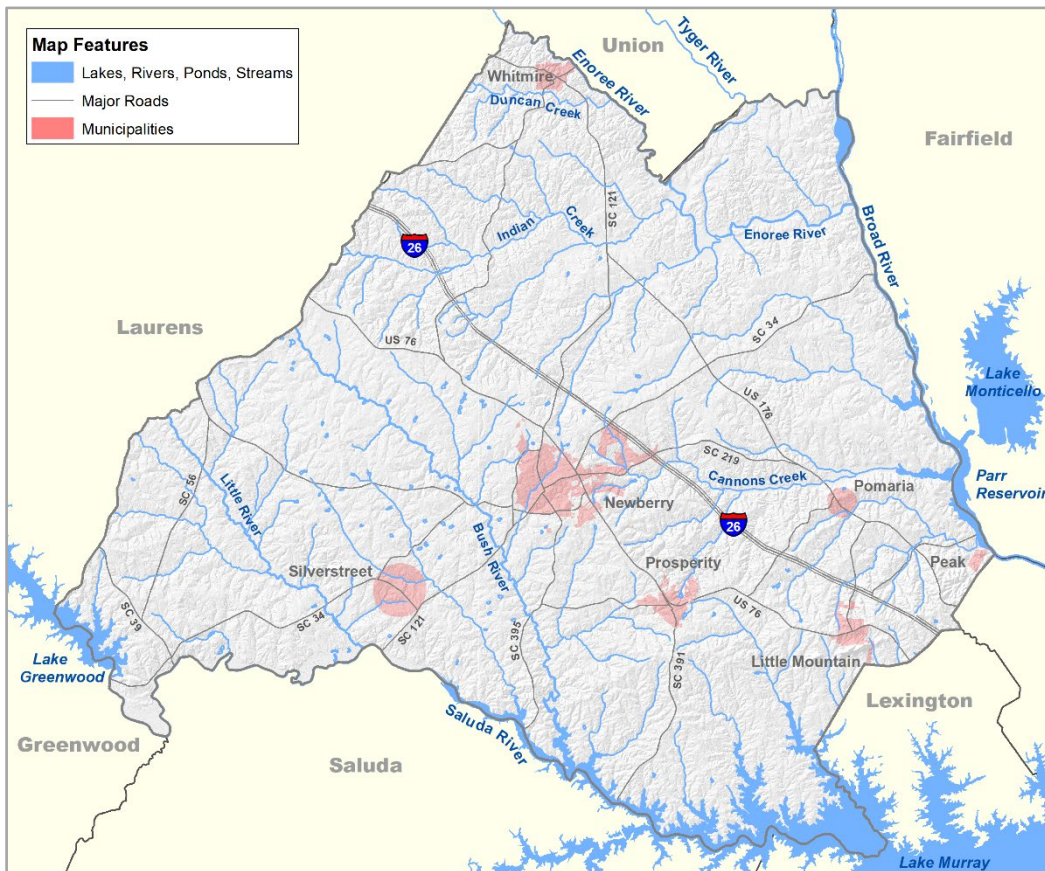 Map Features
Lakes, Rivers, Ponds, Streams
Major Roads
Municipalities
Union
Tyger River
Enoree River
Whitmire
Duncan Creek
Fairfield
SC 121
Indian
Creek
Enoree River
Broad River
26
Laurens
US 76
SC 34
Lake
Monticello
US 176
SC 219
Cannons Creek
Pomaria
Parr
Reservoir
SC 56
Little River
Newberry
Bush River
26
Silverstreet
Prosperity
Peak
US 76
SC 39
SC 34
SC 121
SC 395
SC 391
Little Mountain
Lake
Greenwood
Lexington
Saluda River
Greenwood
Saluda
Lake Murray